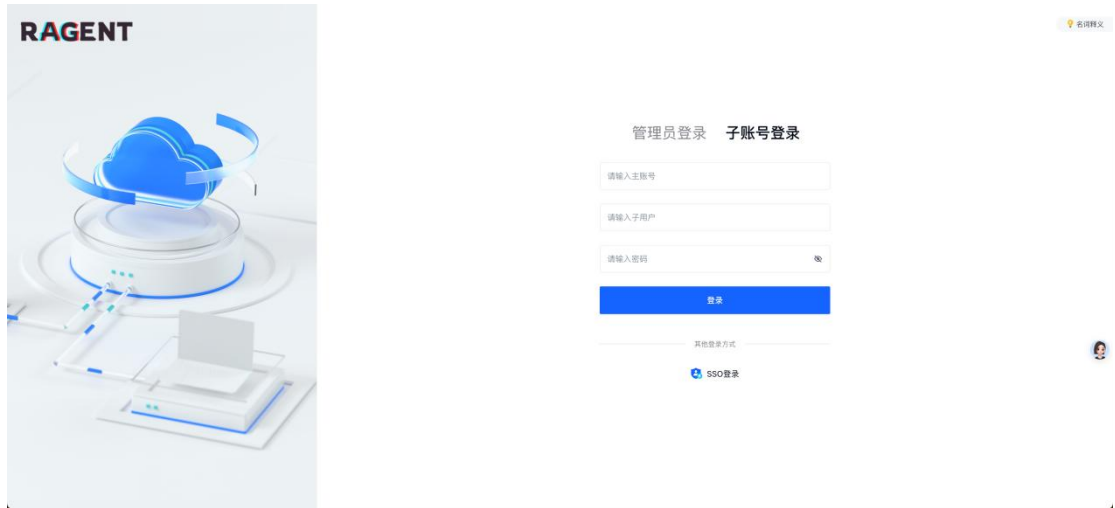 RAGENT
名词释义
管理员登录 子账号登录
请输入主账号
请输入子用户
请输入密码
登录
其他登录方式
SSO登录